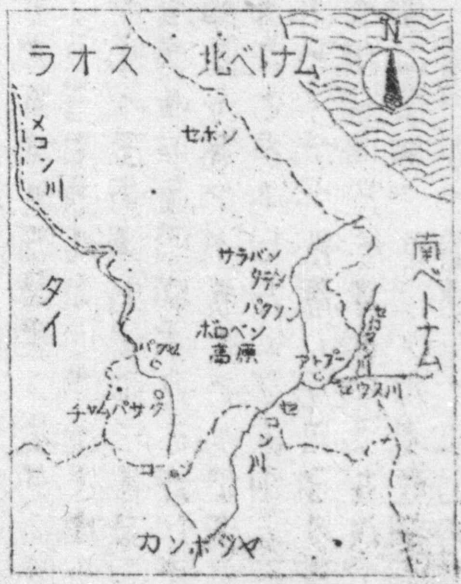 N
ラオス
北ベトナム
セポン
メコン川
サラバン
タテン
パクソン
南ベトナム
タイ
ボロベン
高原
パクセ
アトプー
チャムパサク
セコン川
コン
カンボジヤ